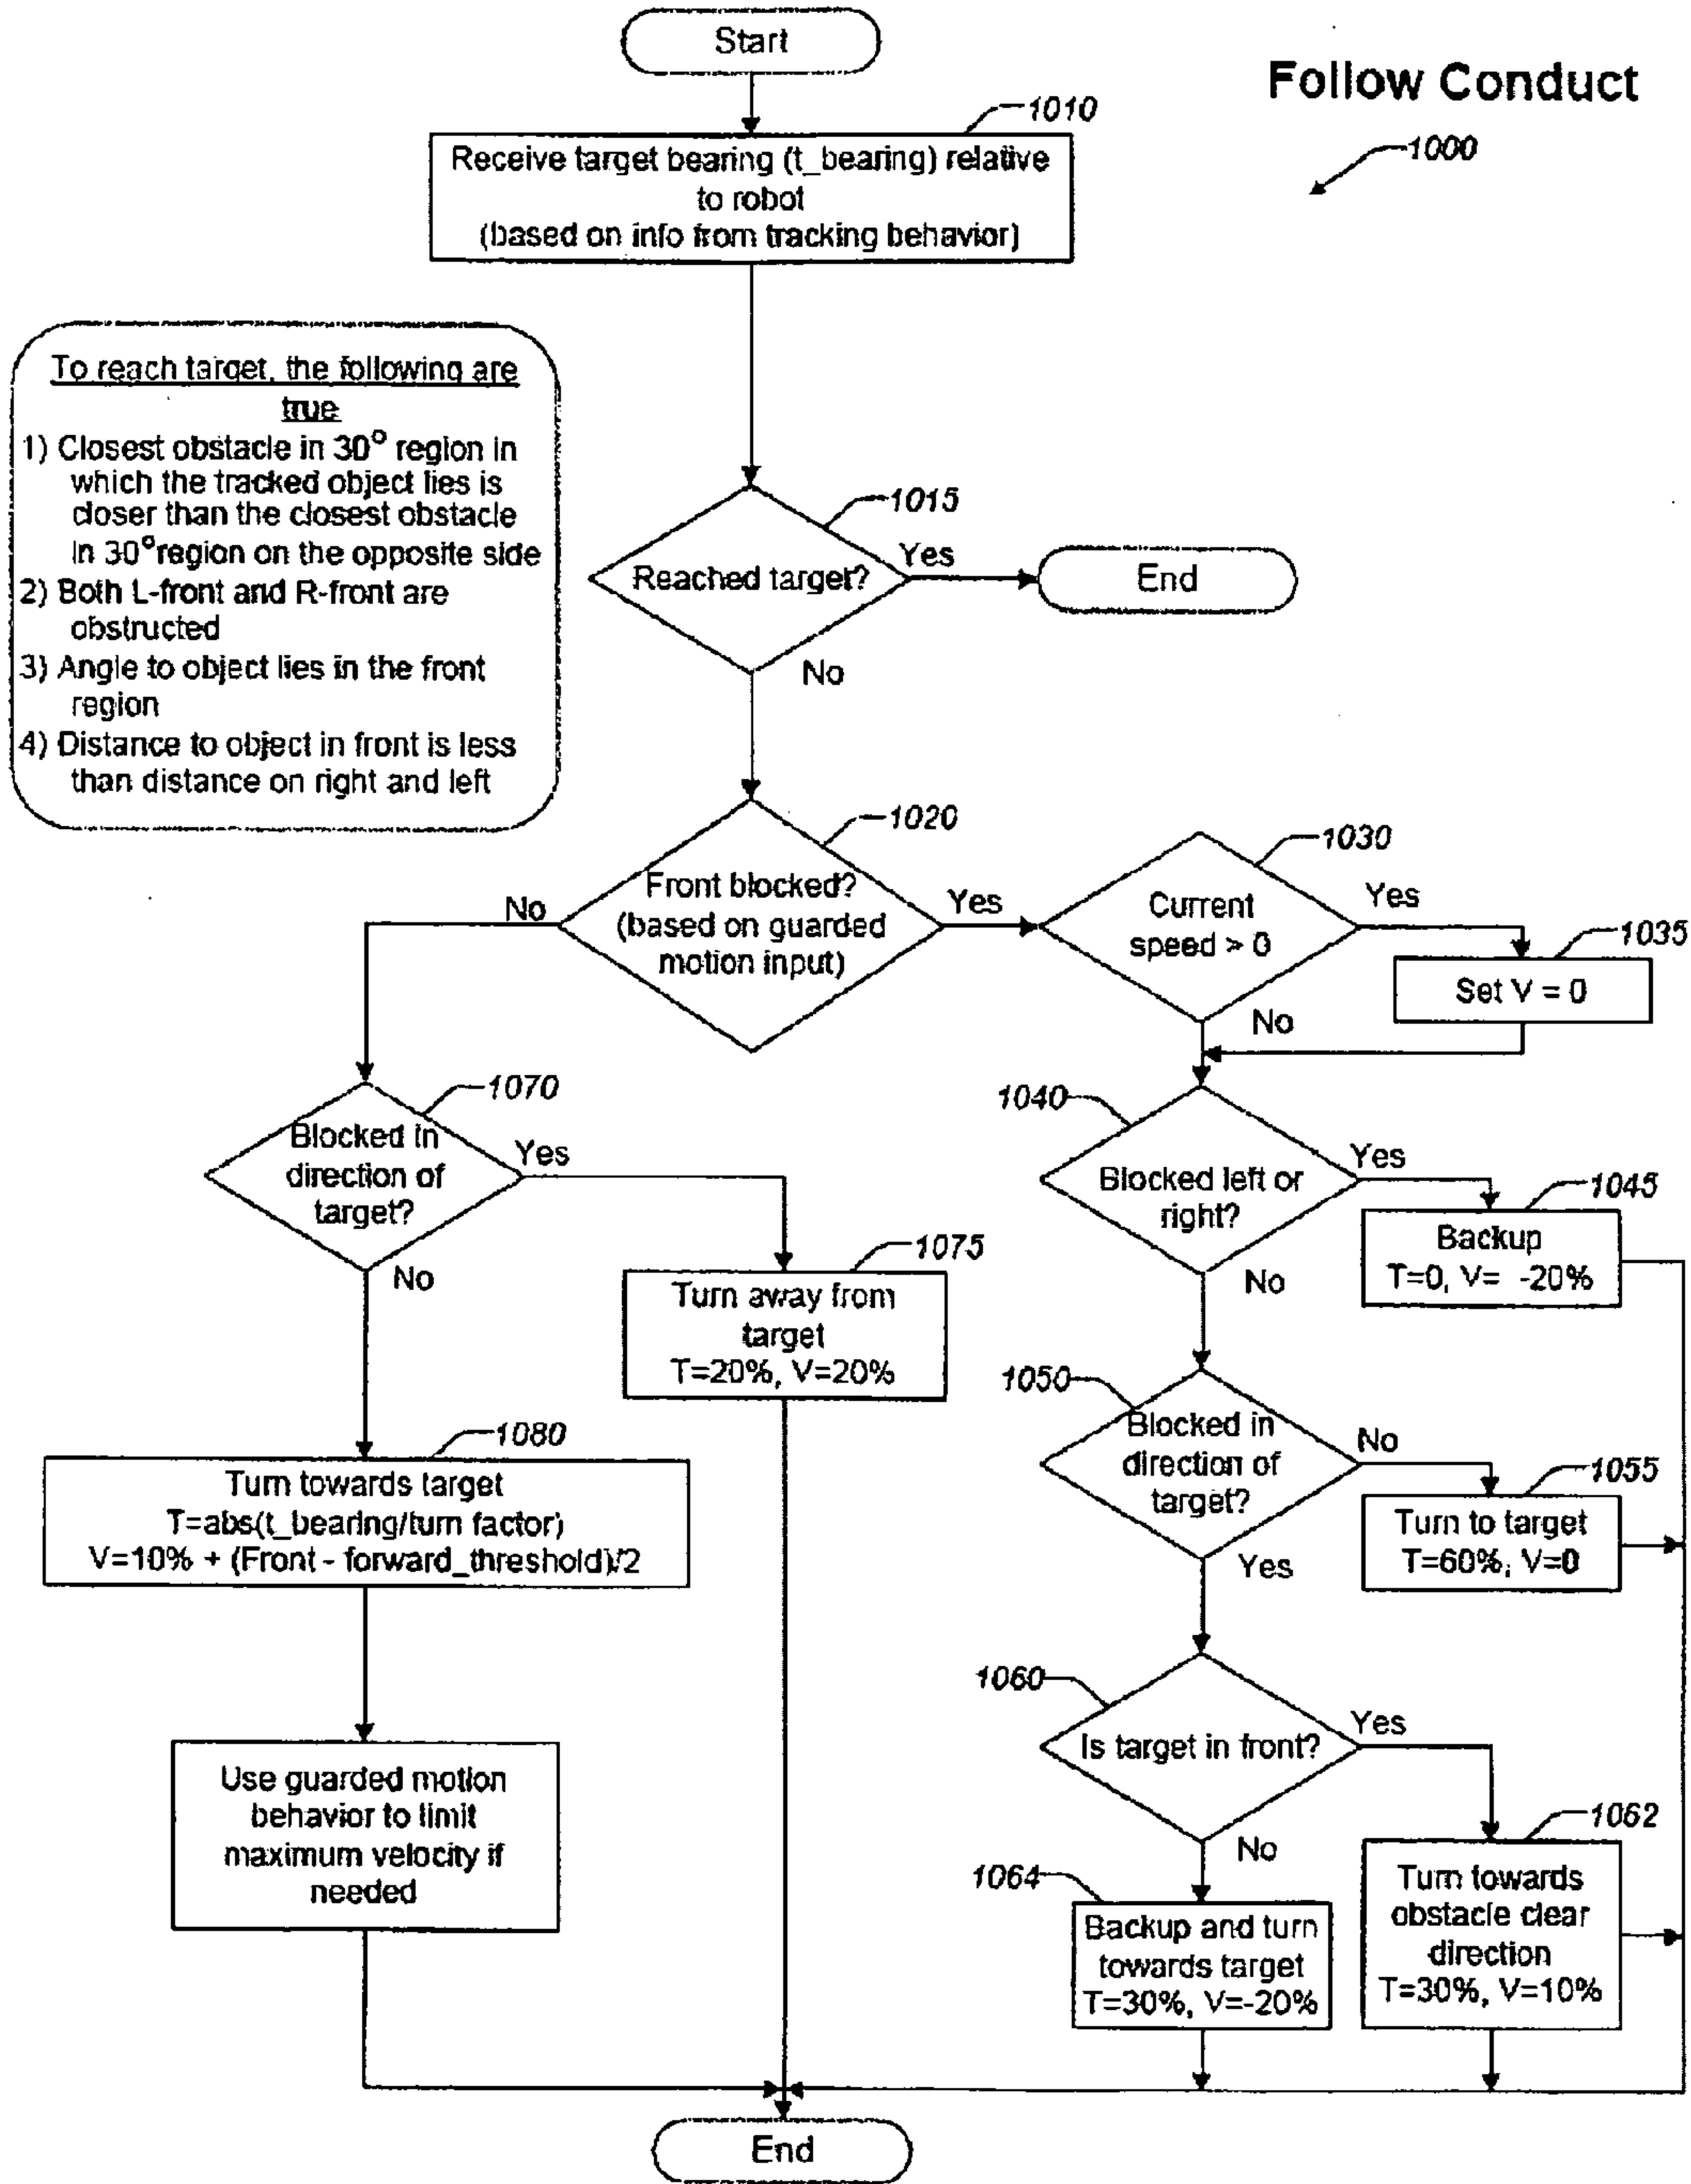 Start
Follow Conduct
1000
1010
Receive target bearing (t_bearing) relative
to robot
(based on info from tracking behavior)
To reach target, the following are
true
1) Closest obstacle in 30° region in
which the tracked object lies is
closer than the closest obstacle
in 30° region on the opposite side
2) Both L-front and R-front are
obstructed
3) Angle to object lies in the front
region
4) Distance to object in front is less
than distance on right and left
1015
Reached target?
Yes
End
No
1020
Front blocked?
(based on guarded
motion input)
No
Yes
1030
Current
speed > 0
Yes
1035
Set V = 0
No
1070
Blocked in
direction of
target?
Yes
No
1075
Turn away from
target
T=20%, V=20%
1040
Blocked left or
right?
Yes
1045
Backup
T=0, V= -20%
No
1080
Turn towards target
T=abs(t_bearing/turn factor)
V=10% + (Front - forward_threshold)/2
1050
Blocked in
direction of
target?
No
1055
Turn to target
T=60%, V=0
Yes
Use guarded motion
behavior to limit
maximum velocity if
needed
1060
Is target in front?
Yes
1062
Turn towards
obstacle clear
direction
T=30%, V=10%
No
1064
Backup and turn
towards target
T=30%, V=-20%
End